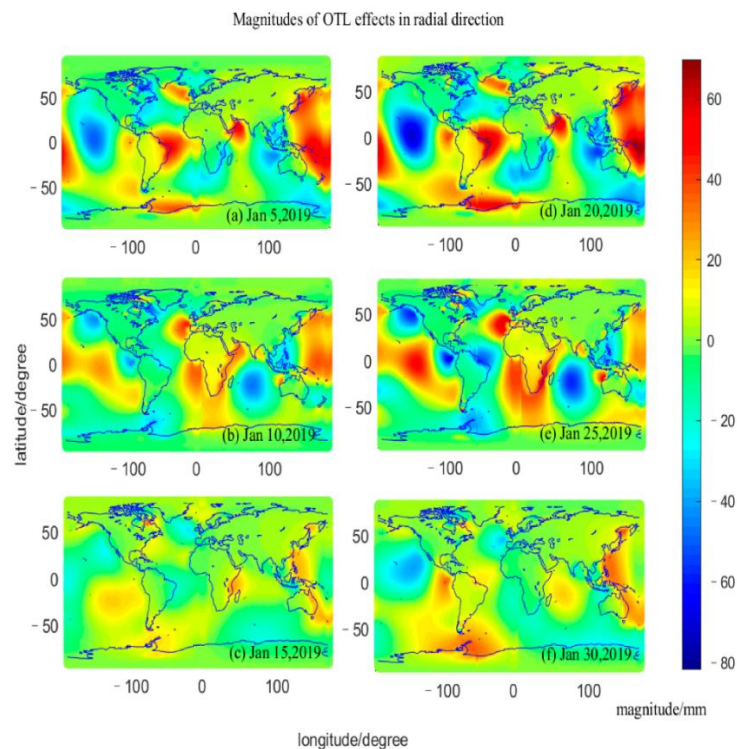 Magnitudes of OTL effects in radial direction
50
0
− 50
(a) Jan 5,2019
− 100 0 100
50
0
− 50
(d) Jan 20,2019
− 100 0 100
50
0
− 50
(b) Jan 10,2019
− 100 0 100
50
0
− 50
(e) Jan 25,2019
− 100 0 100
50
0
− 50
(c) Jan 15,2019
− 100 0 100
50
0
− 50
(f) Jan 30,2019
− 100 0 100
latitude/degree
longitude/degree
60
40
20
0
− 20
− 40
− 60
− 80
magnitude/mm